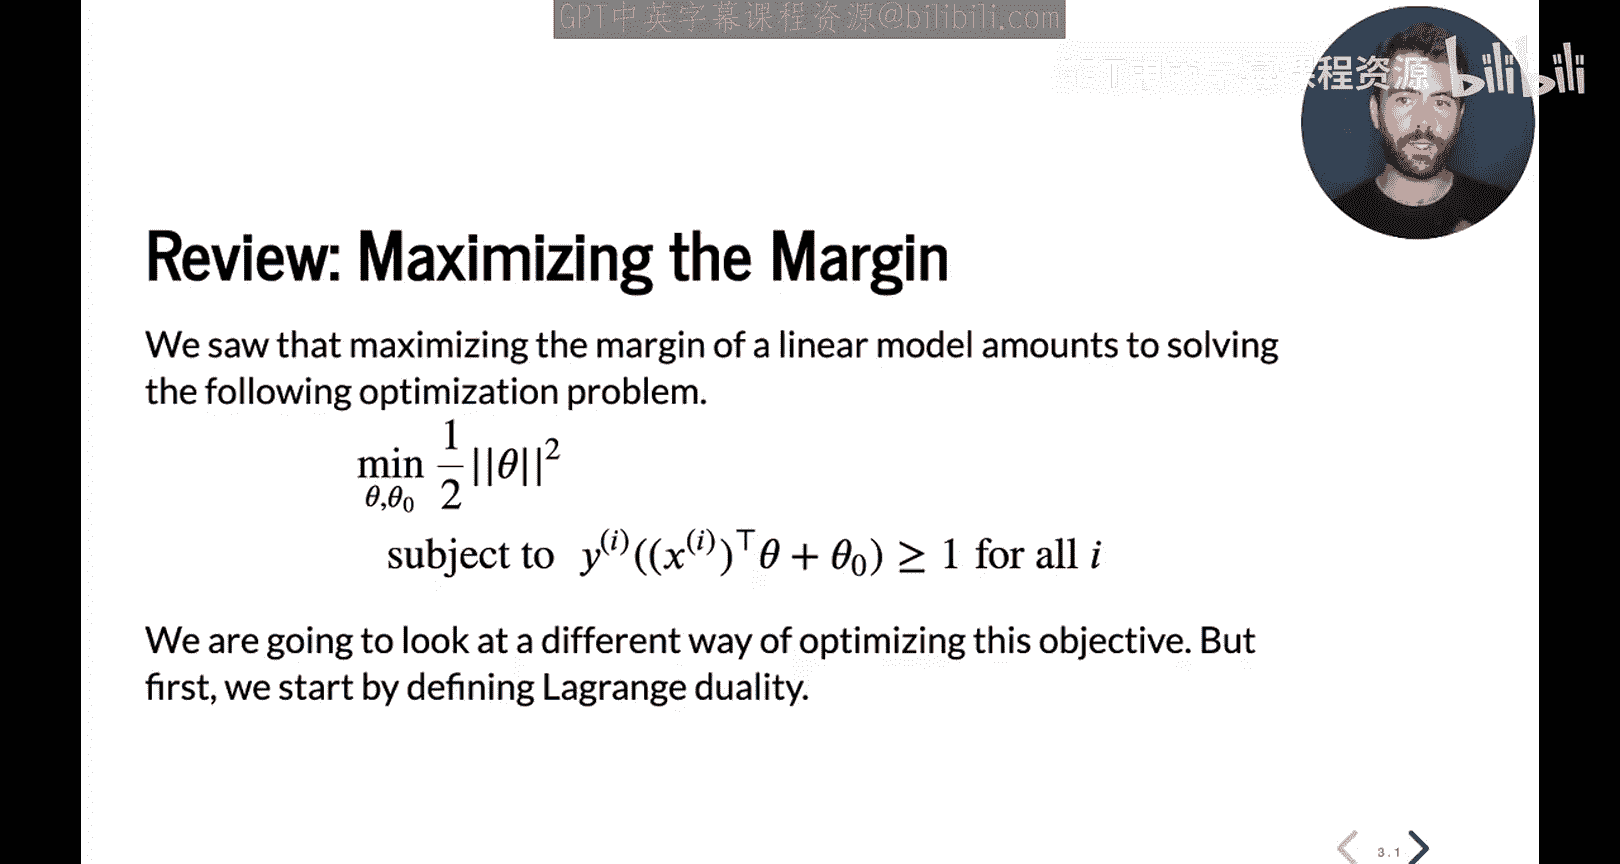 GPT中英字幕课程资源@bilibili.com
课程资源 bilibili
Review: Maximizing the Margin
We saw that maximizing the margin of a linear model amounts to solving
the following optimization problem.
min_{θ,θ₀} 1/2 ||θ||²
subject to y⁽ⁱ⁾((x⁽ⁱ⁾)ᵀθ + θ₀) ≥ 1 for all i
We are going to look at a different way of optimizing this objective. But
first, we start by defining Lagrange duality.
3.1